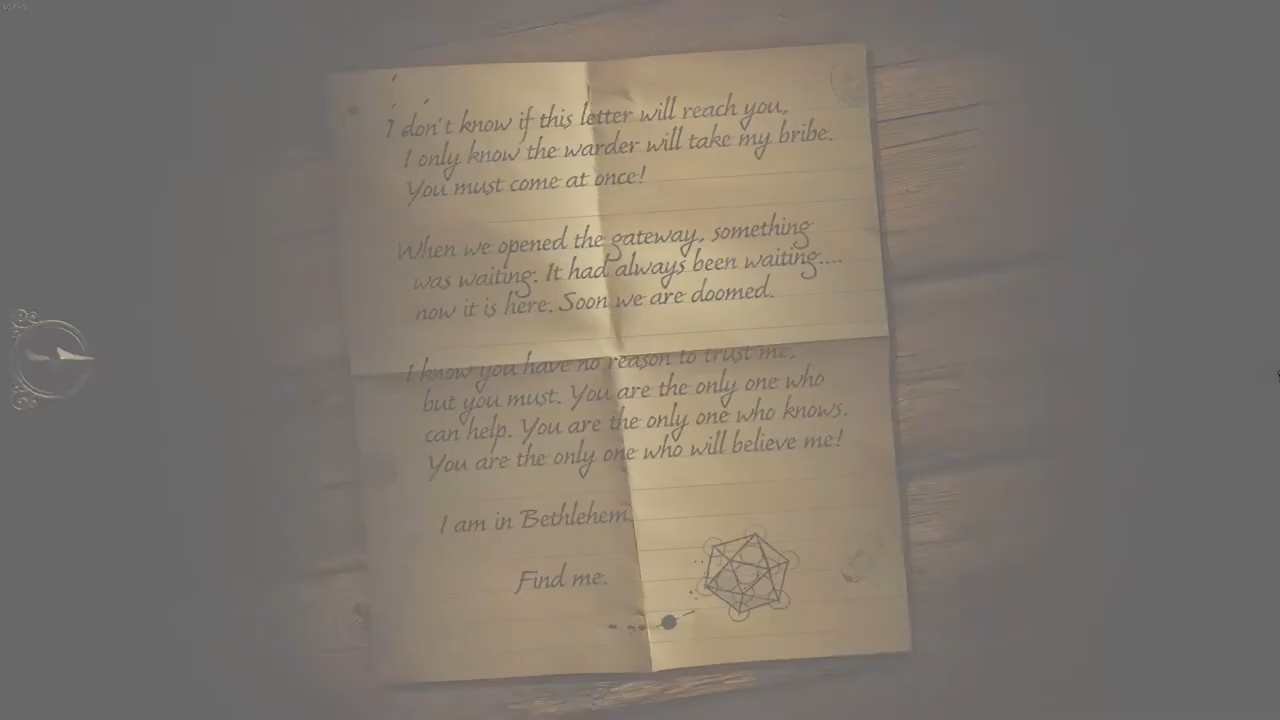 60 FPS
I don't know if this letter will reach you,
I only know the warder will take my bribe.
You must come at once!
When we opened the gateway, something
was waiting. It had always been waiting....
now it is here. Soon we are doomed.
I know you have no reason to trust me,
but you must. You are the only one who
can help. You are the only one who knows.
You are the only one who will believe me!
I am in Bethlehem.
Find me.